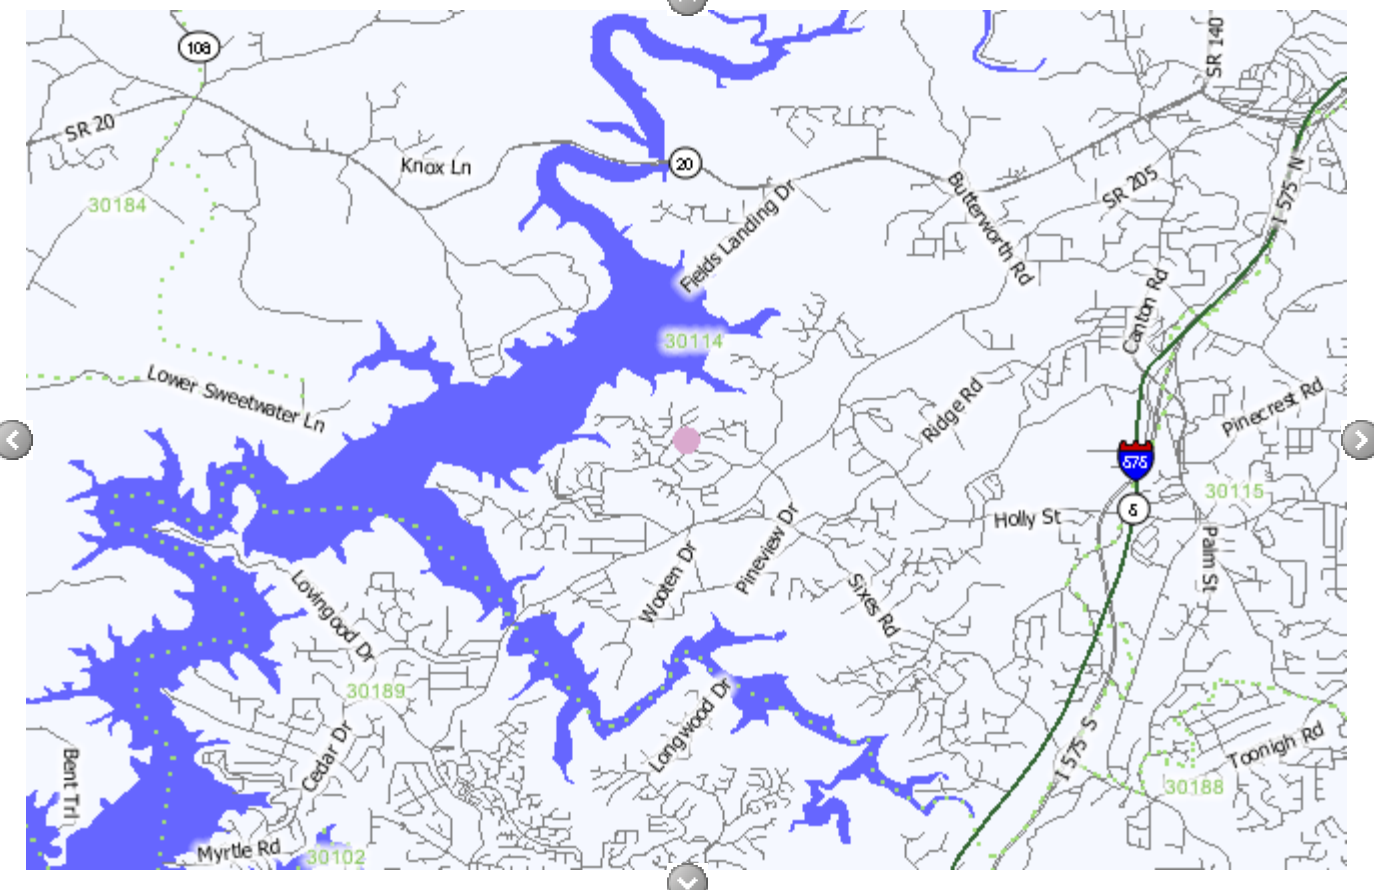 SR 140
108
SR 20
Knox Ln
20
SR 205
I 575 N
30184
Fields Landing Dr
Butterworth Rd
Canton Rd
30114
Lower Sweetwater Ln
Ridge Rd
Pinecrest Rd
575
30115
5
Holly St
Palm St
Lovingood Dr
Wooten Dr
Pineview Dr
Sixes Rd
30189
Longwood Dr
Cedar Dr
I 575 S
Toonigh Rd
Bent Trl
30188
Myrtle Rd
30102